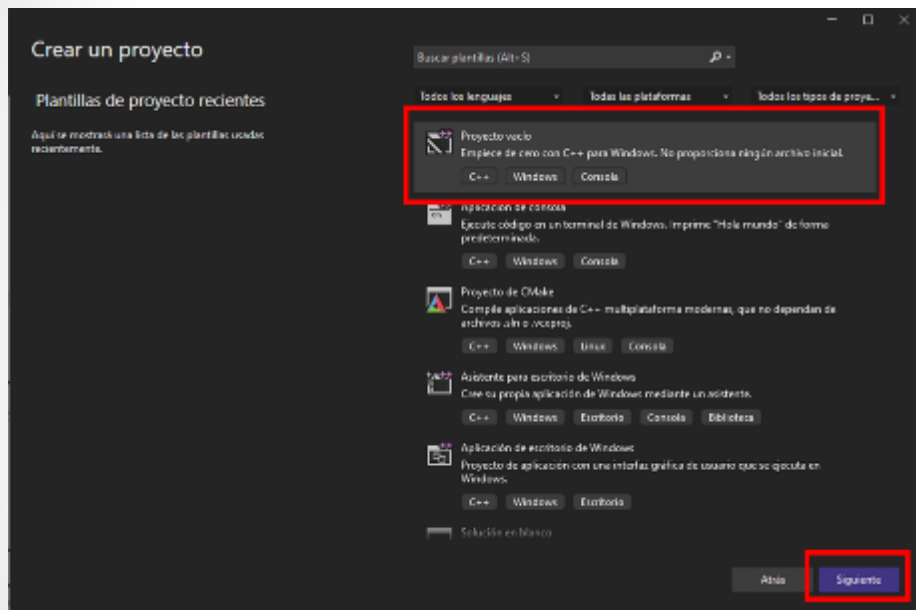 Crear un proyecto
Buscar plantillas (Alt+S)
Plantillas de proyecto recientes
Todos los lenguajes
Todas las plataformas
Todos los tipos de proye...
Aquí se mostrará una lista de las plantillas usadas
recientemente.
Proyecto vacío
Empiece de cero con C++ para Windows. No proporciona ningún archivo inicial.
C++ Windows Consola
Aplicación de consola
Ejecute código en un terminal de Windows. Imprime "Hola mundo" de forma
predeterminada.
C++ Windows Consola
Proyecto de CMake
Compile aplicaciones de C++ multiplataforma modernas, que no dependan de
archivos .sln o .vcxproj.
C++ Windows Linux Consola
Asistente para escritorio de Windows
Cree su propia aplicación de Windows mediante un asistente.
C++ Windows Escritorio Consola Biblioteca
Aplicación de escritorio de Windows
Proyecto de aplicación con una interfaz gráfica de usuario que se ejecuta en
Windows.
C++ Windows Escritorio
Solución en blanco
Atrás
Siguiente